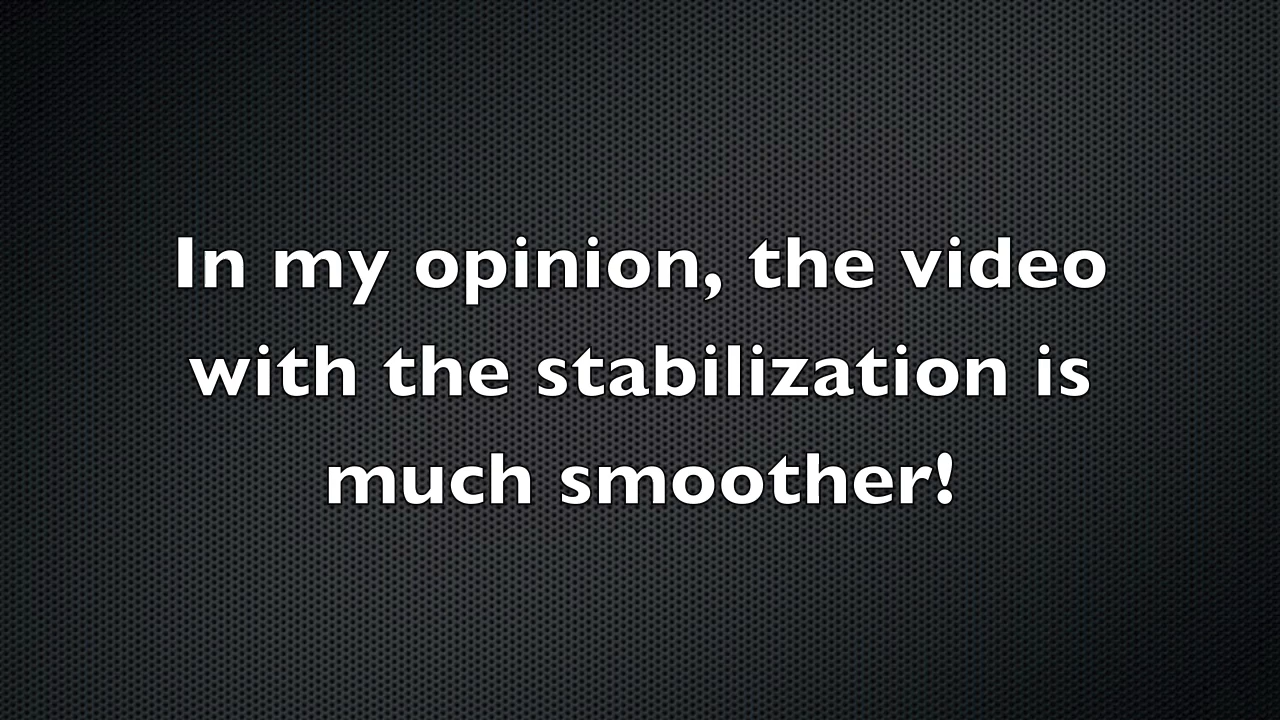 In my opinion, the video
with the stabilization is
much smoother!